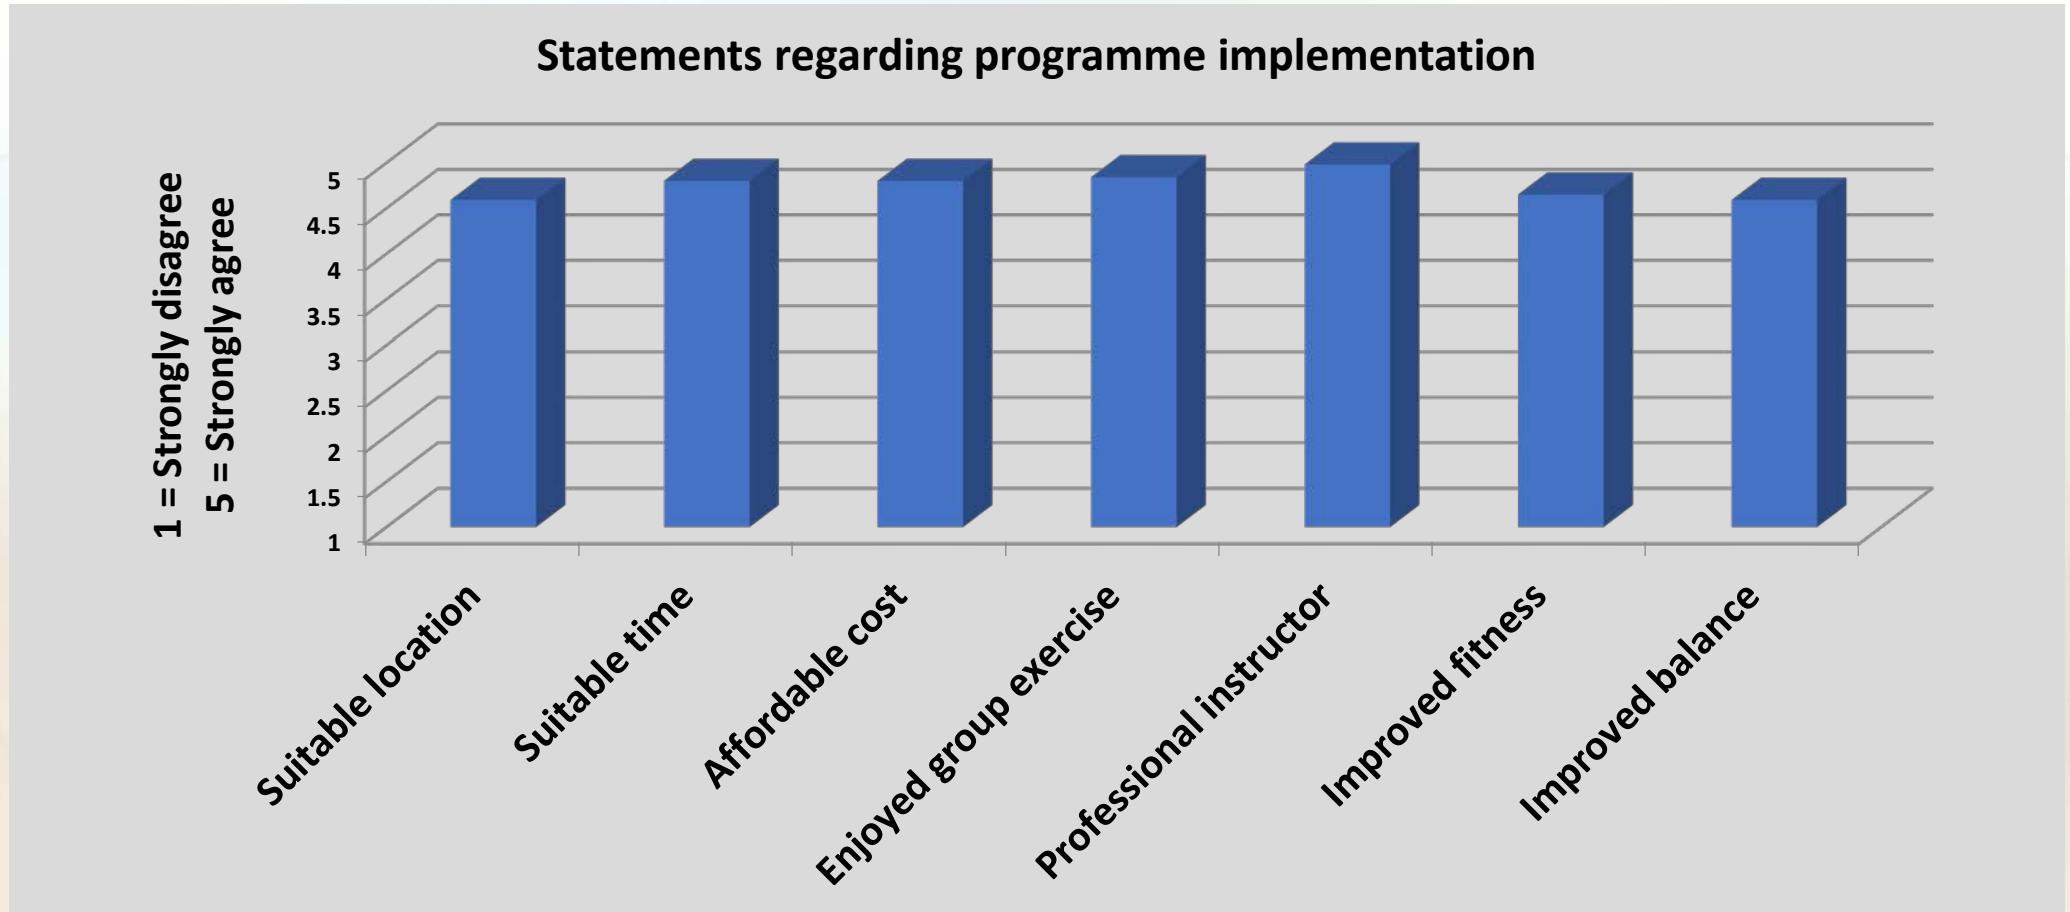 Statements regarding programme implementation
1 = Strongly disagree
5 = Strongly agree
5
4.5
4
3.5
3
2.5
2
1.5
1
Suitable location
Suitable time
Affordable cost
Enjoyed group exercise
Professional instructor
Improved fitness
Improved balance